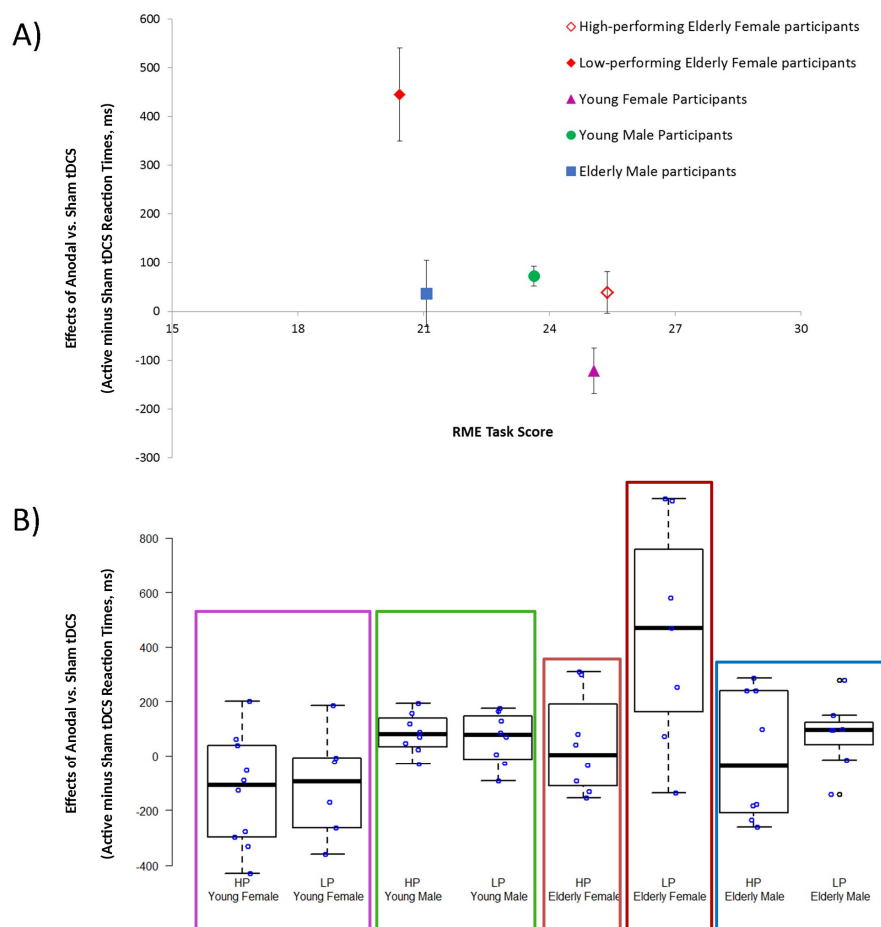 A)
600
500
400
300
200
100
0
-100
-200
-300
15
18
21
24
27
30
Effects of Anodal vs. Sham tDCS
(Active minus Sham tDCS Reaction Times, ms)
RME Task Score
High-performing Elderly Female participants
Low-performing Elderly Female participants
Young Female Participants
Young Male Participants
Elderly Male participants
B)
Effects of Anodal vs. Sham tDCS
(Active minus Sham tDCS Reaction Times, ms)
800
600
400
200
0
-200
-400
HP
Young Female
LP
Young Female
HP
Young Male
LP
Young Male
HP
Elderly Female
LP
Elderly Female
HP
Elderly Male
LP
Elderly Male